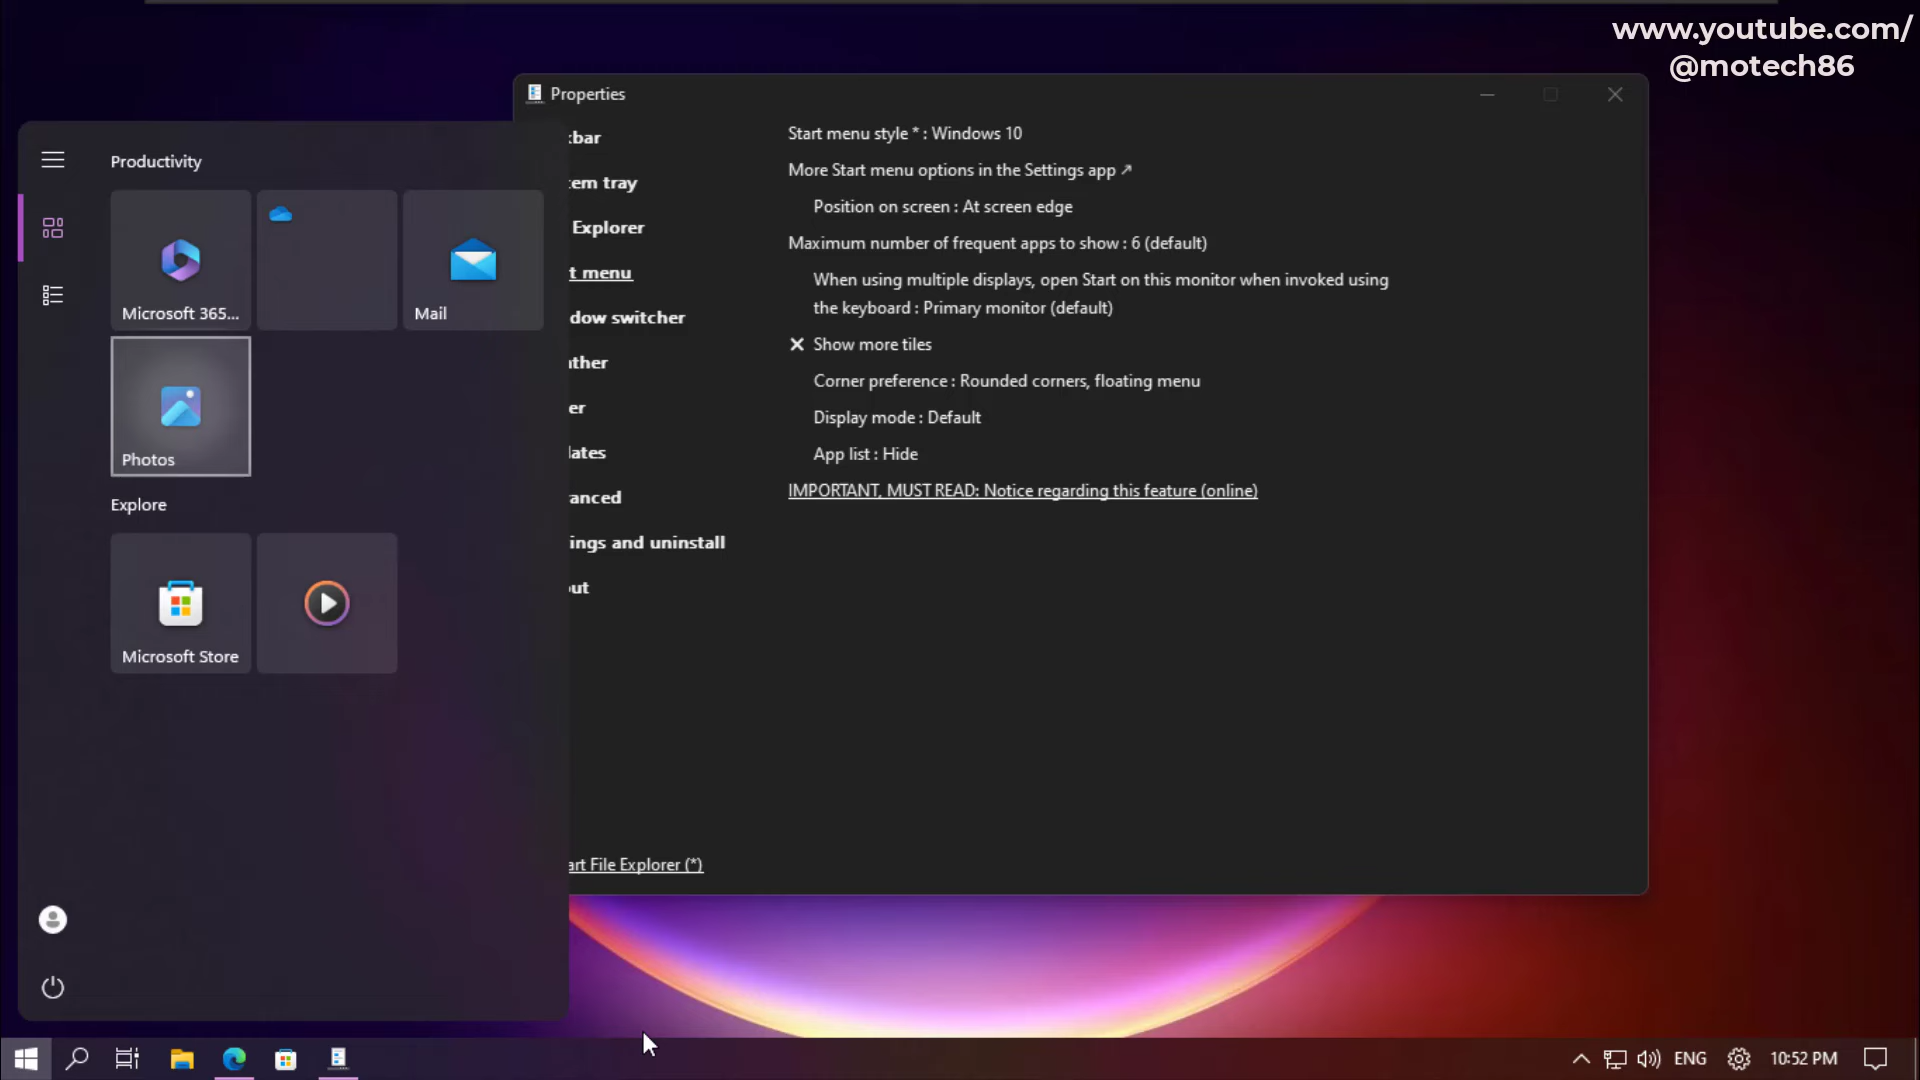 www.youtube.com/
@motech86
Properties
Productivity
Microsoft 365...
Mail
Photos
Explore
Microsoft Store
kbar
tem tray
Explorer
t menu
dow switcher
ther
er
lates
anced
ings and uninstall
out
art File Explorer (*)
Start menu style * : Windows 10
More Start menu options in the Settings app ↗
Position on screen : At screen edge
Maximum number of frequent apps to show : 6 (default)
When using multiple displays, open Start on this monitor when invoked using
the keyboard : Primary monitor (default)
Show more tiles
Corner preference : Rounded corners, floating menu
Display mode : Default
App list : Hide
IMPORTANT, MUST READ: Notice regarding this feature (online)
ENG
10:52 PM